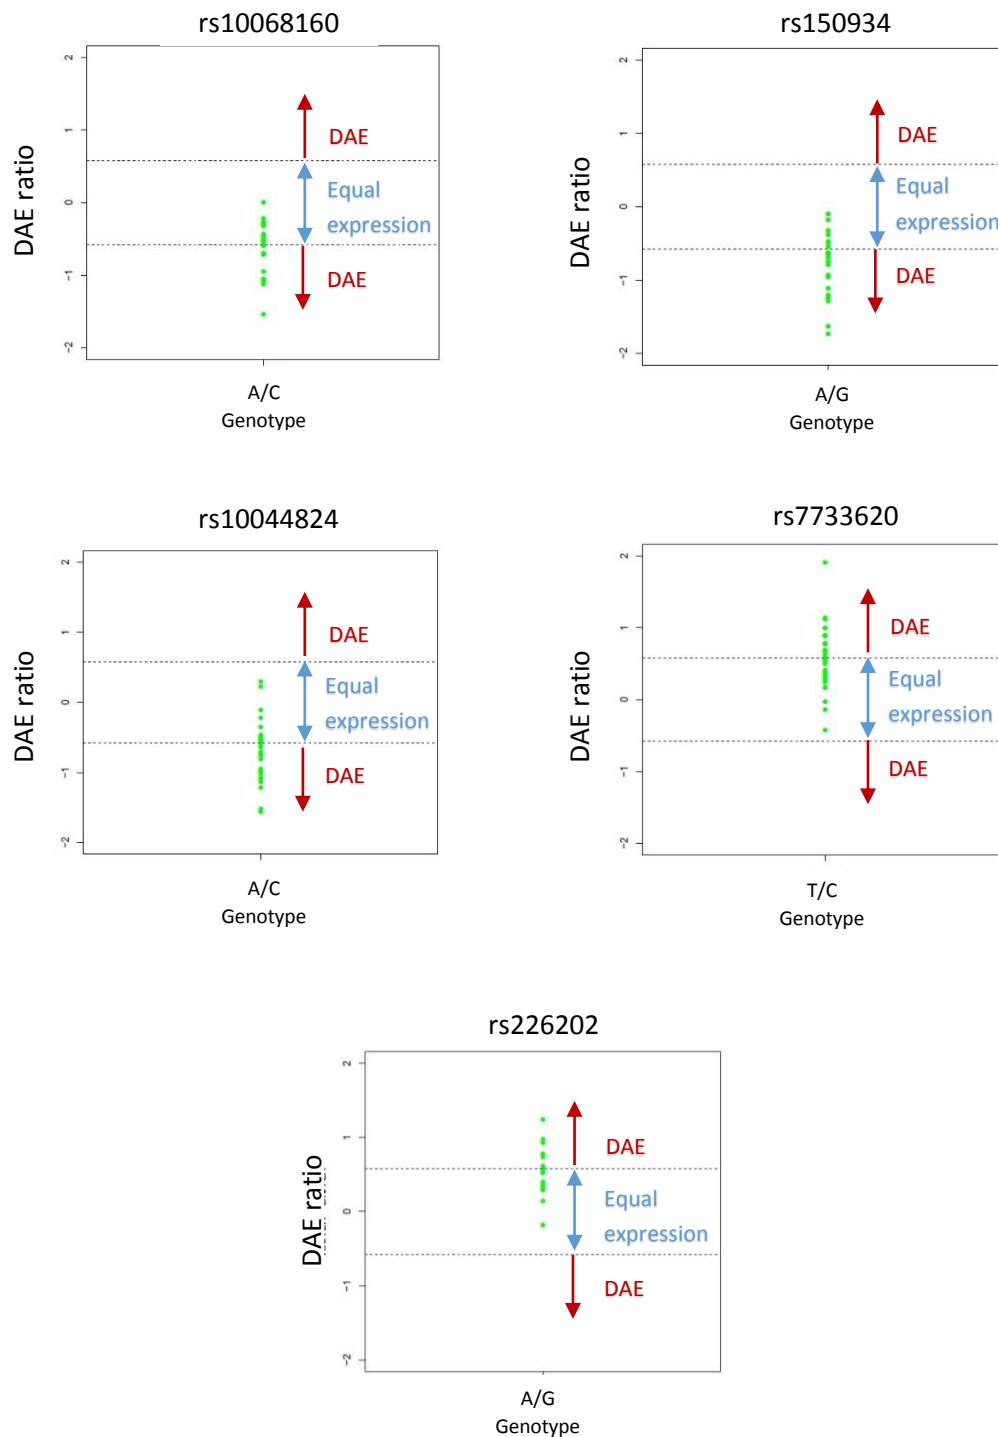 rs10068160
DAE ratio
2
1
0
-1
-2
DAE
Equal
expression
DAE
A/C
Genotype
rs150934
DAE ratio
2
1
0
-1
-2
DAE
Equal
expression
DAE
A/G
Genotype
rs10044824
DAE ratio
2
1
0
-1
-2
DAE
Equal
expression
DAE
A/C
Genotype
rs7733620
DAE ratio
2
1
0
-1
-2
DAE
Equal
expression
DAE
T/C
Genotype
rs226202
DAE ratio
2
1
0
-1
-2
DAE
Equal
expression
DAE
A/G
Genotype